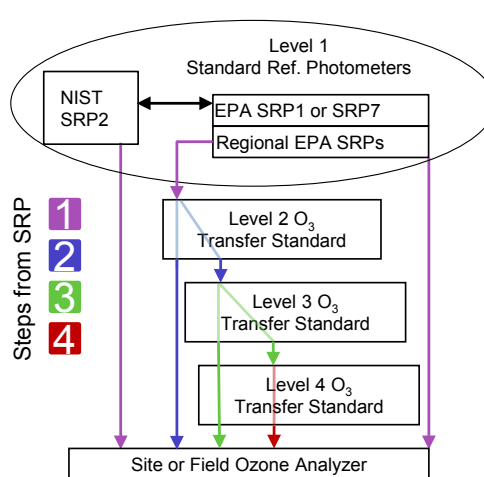 Level 1
Standard Ref. Photometers
NIST
SRP2
EPA SRP1 or SRP7
Regional EPA SRPs
Steps from SRP
1
2
3
4
Level 2 O₃
Transfer Standard
Level 3 O₃
Transfer Standard
Level 4 O₃
Transfer Standard
Site or Field Ozone Analyzer